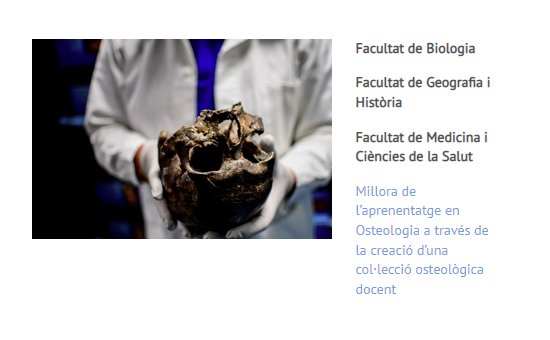 Facultat de Biologia
Facultat de Geografia i
Història
Facultat de Medicina i
Ciències de la Salut
Millora de
l'aprenentatge en
Osteologia a través de
la creació d'una
col·lecció osteològica
docent